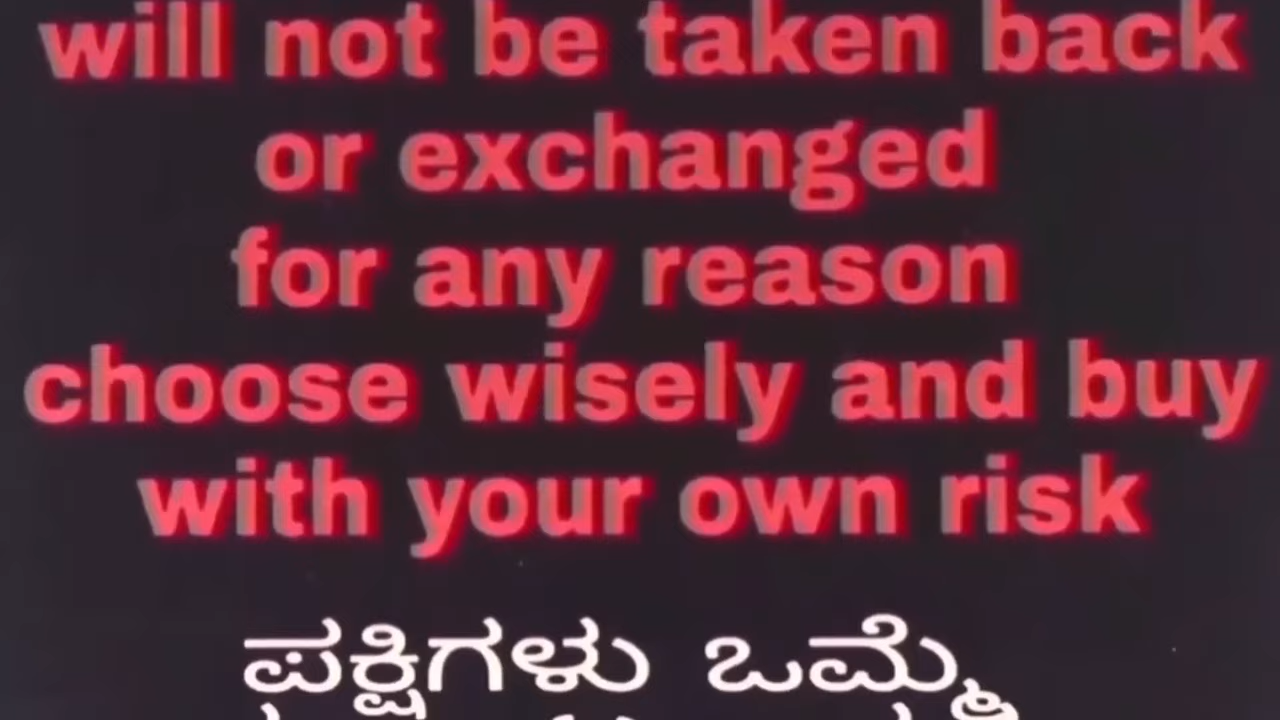 will not be taken back
or exchanged
for any reason
choose wisely and buy
with your own risk
ಪಕ್ಷಿಗಳು ಒಮ್ಮೆ